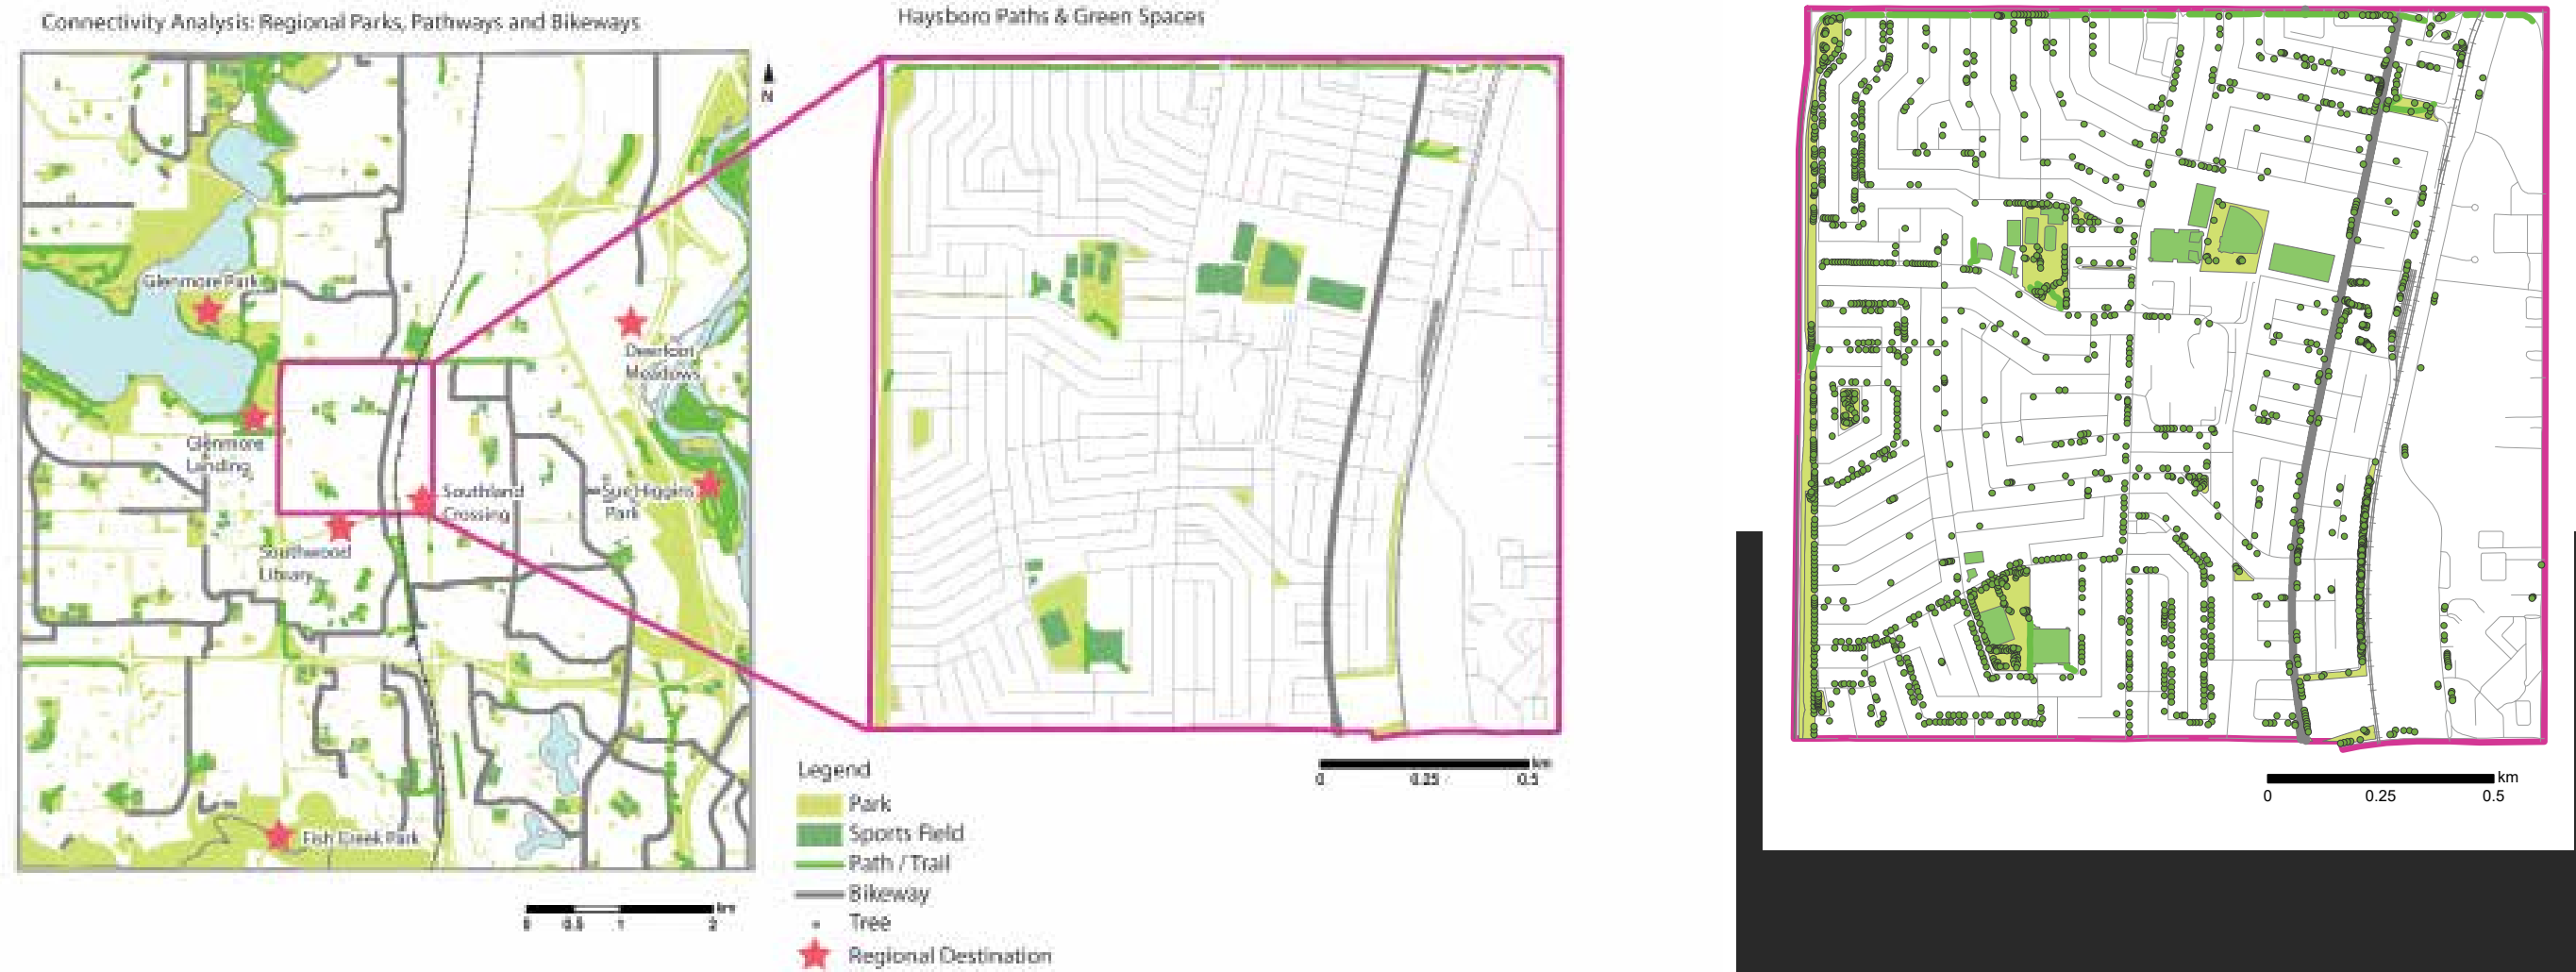 Connectivity Analysis: Regional Parks, Pathways and Bikeways
Haysboro Paths & Green Spaces
N
Glenmore Park
Deerfoot
Meadows
Glenmore
Landing
Southland
Crossing
Sue Higgins
Park
Southwood
Library
Fish Creek Park
km
0 0.5 1 2
km
0 0.25 0.5
km
0 0.25 0.5
Legend
Park
Sports Field
Path / Trail
Bikeway
Tree
Regional Destination